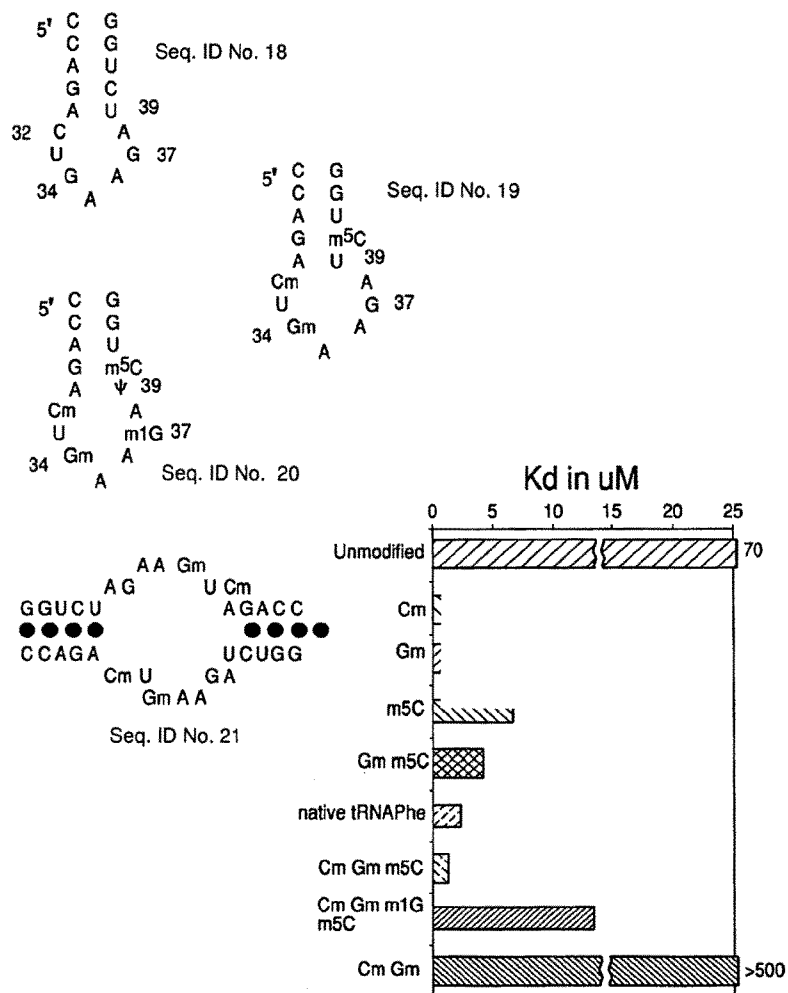 5' C G
C G
A U
G C
A U 39
32 C A
U G 37
34 G A
A
Seq. ID No. 18
5' C G
C G
A U
G m5C
A U 39
Cm A
U G 37
34 Gm A
A
Seq. ID No. 19
5' C G
C G
A U
G m5C
A ψ 39
Cm A
U m1G 37
34 Gm A
A
Seq. ID No. 20
AA Gm
AG UCm
GGUCU AGACC
CCAGA UCUGG
CmU GA
GmAA
Seq. ID No. 21
Kd in uM
0 5 10 15 20 25
Unmodified 70
Cm
Gm
m5C
Gm m5C
native tRNAPhe
Cm Gm m5C
Cm Gm m1G
m5C
Cm Gm >500